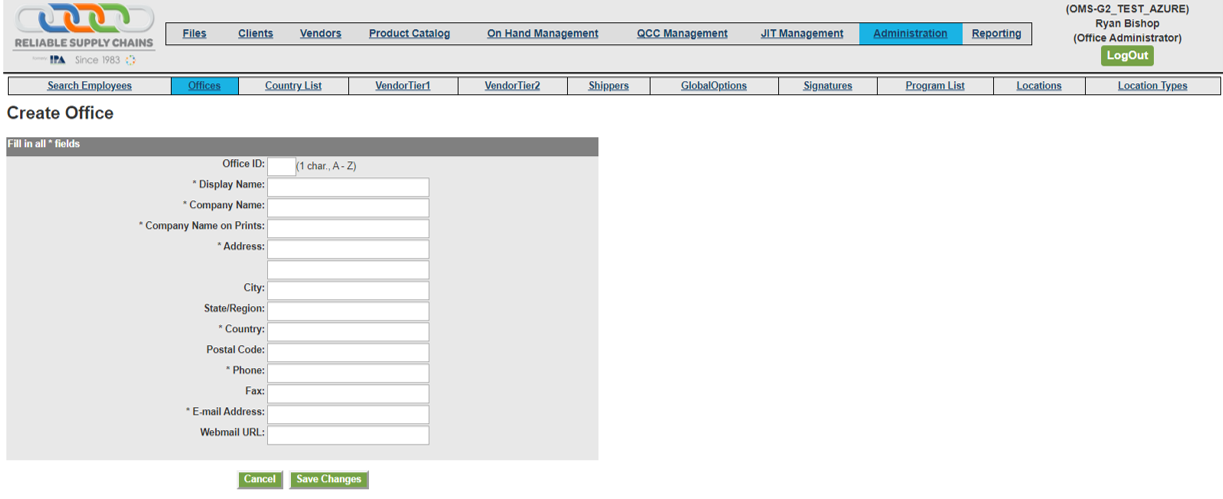 (OMS-G2_TEST_AZURE)
Ryan Bishop
(Office Administrator)
LogOut
RELIABLE SUPPLY CHAINS
IPA Since 1983
Files Clients Vendors Product Catalog On Hand Management QCC Management JIT Management Administration Reporting
Search Employees Offices Country List VendorTier1 VendorTier2 Shippers GlobalOptions Signatures Program List Locations Location Types
Create Office
Fill in all * fields
Office ID: (1 char., A - Z)
* Display Name:
* Company Name:
* Company Name on Prints:
* Address:
City:
State/Region:
* Country:
Postal Code:
* Phone:
Fax:
* E-mail Address:
Webmail URL:
Cancel Save Changes